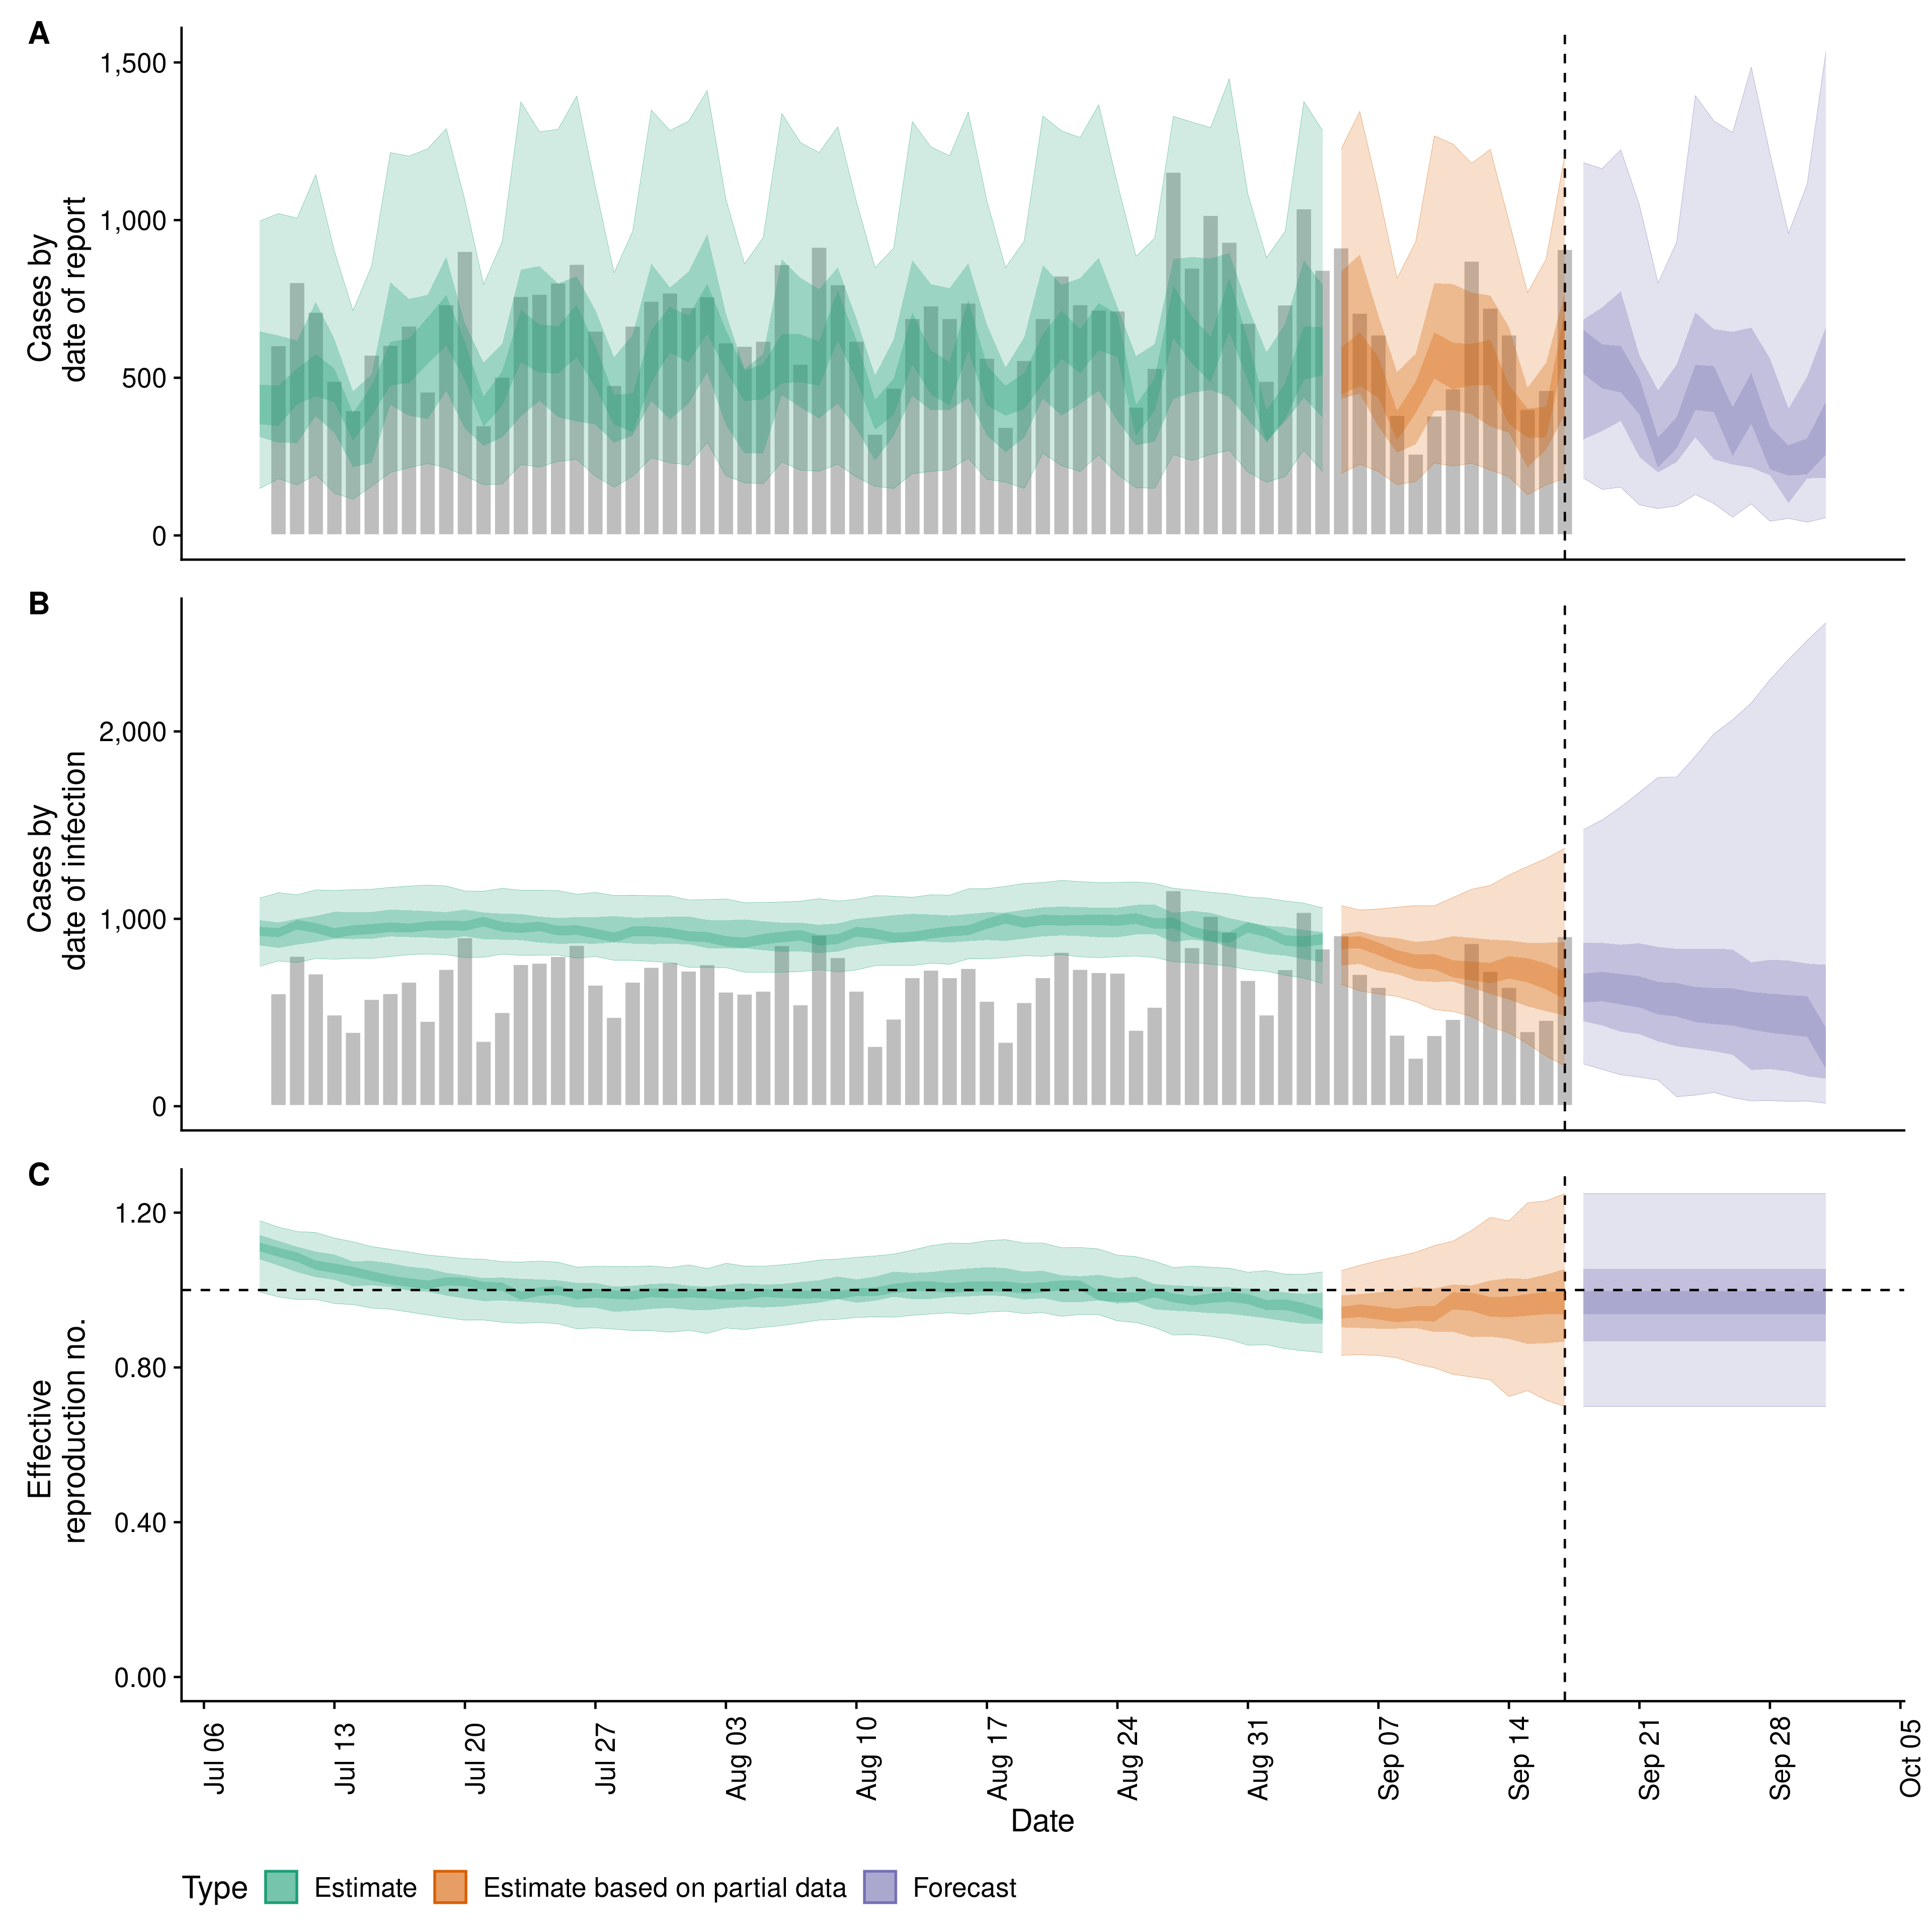 A
Cases by
date of report
1,500
1,000
500
0
B
Cases by
date of infection
2,000
1,000
0
C
Effective
reproduction no.
1.20
0.80
0.40
0.00
Jul 06
Jul 13
Jul 20
Jul 27
Aug 03
Aug 10
Aug 17
Aug 24
Aug 31
Sep 07
Sep 14
Sep 21
Sep 28
Oct 05
Date
Type
Estimate
Estimate based on partial data
Forecast